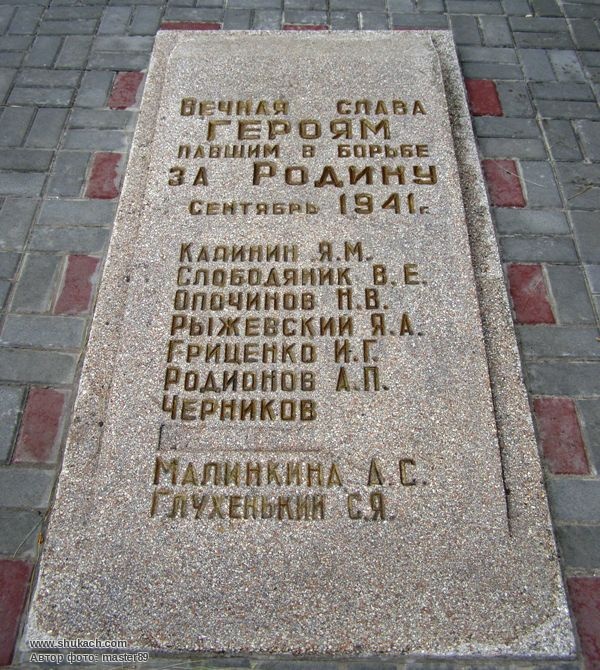 Вечная слава
ГЕРОЯМ
павшим в борьбе
за Родину
Сентябрь 1941 г.
Калинин Я.М.
Слободяник В.Е.
Опочинов Н.В.
Рыжевский Я.А.
Гриценко И.Г.
Родионов А.П.
Черников
Малинкина А.С.
Глухенький С.Я.
www.shukach.com
Автор фото: master69